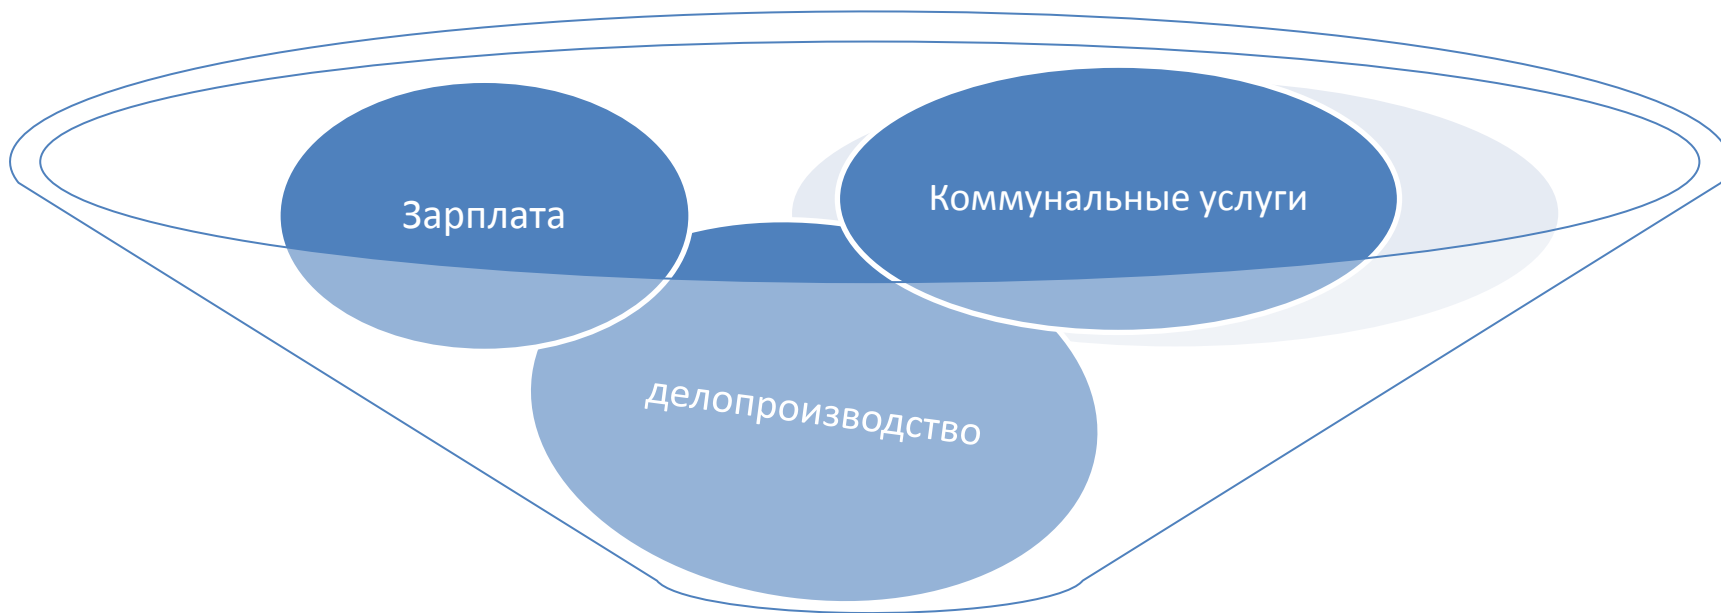 Зарплата
Коммунальные услуги
делопроизводство